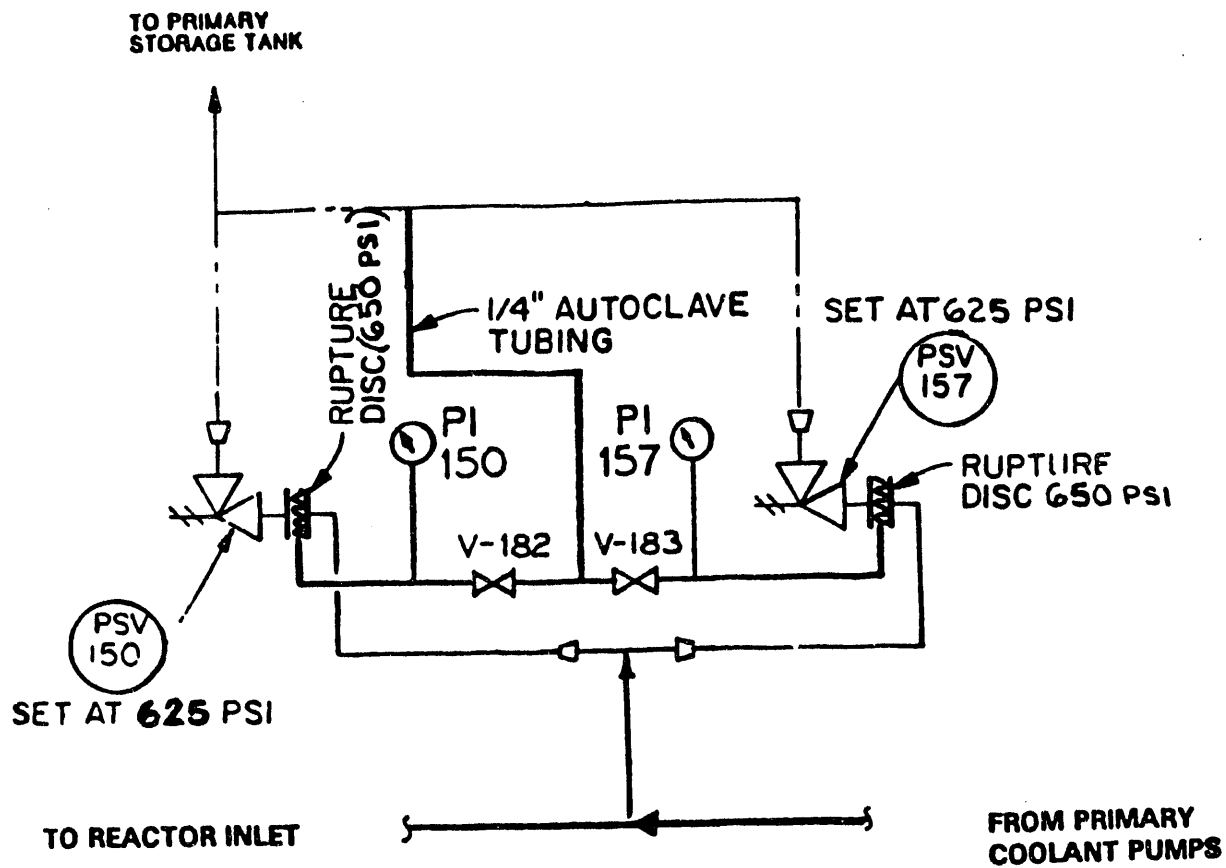 TO PRIMARY
STORAGE TANK
RUPTURE
DISC(650 PSI)
1/4" AUTOCLAVE
TUBING
SET AT 625 PSI
PSV
157
PI
150
PI
157
RUPTURE
DISC 650 PSI
V-182
V-183
PSV
150
SET AT 625 PSI
TO REACTOR INLET
FROM PRIMARY
COOLANT PUMPS